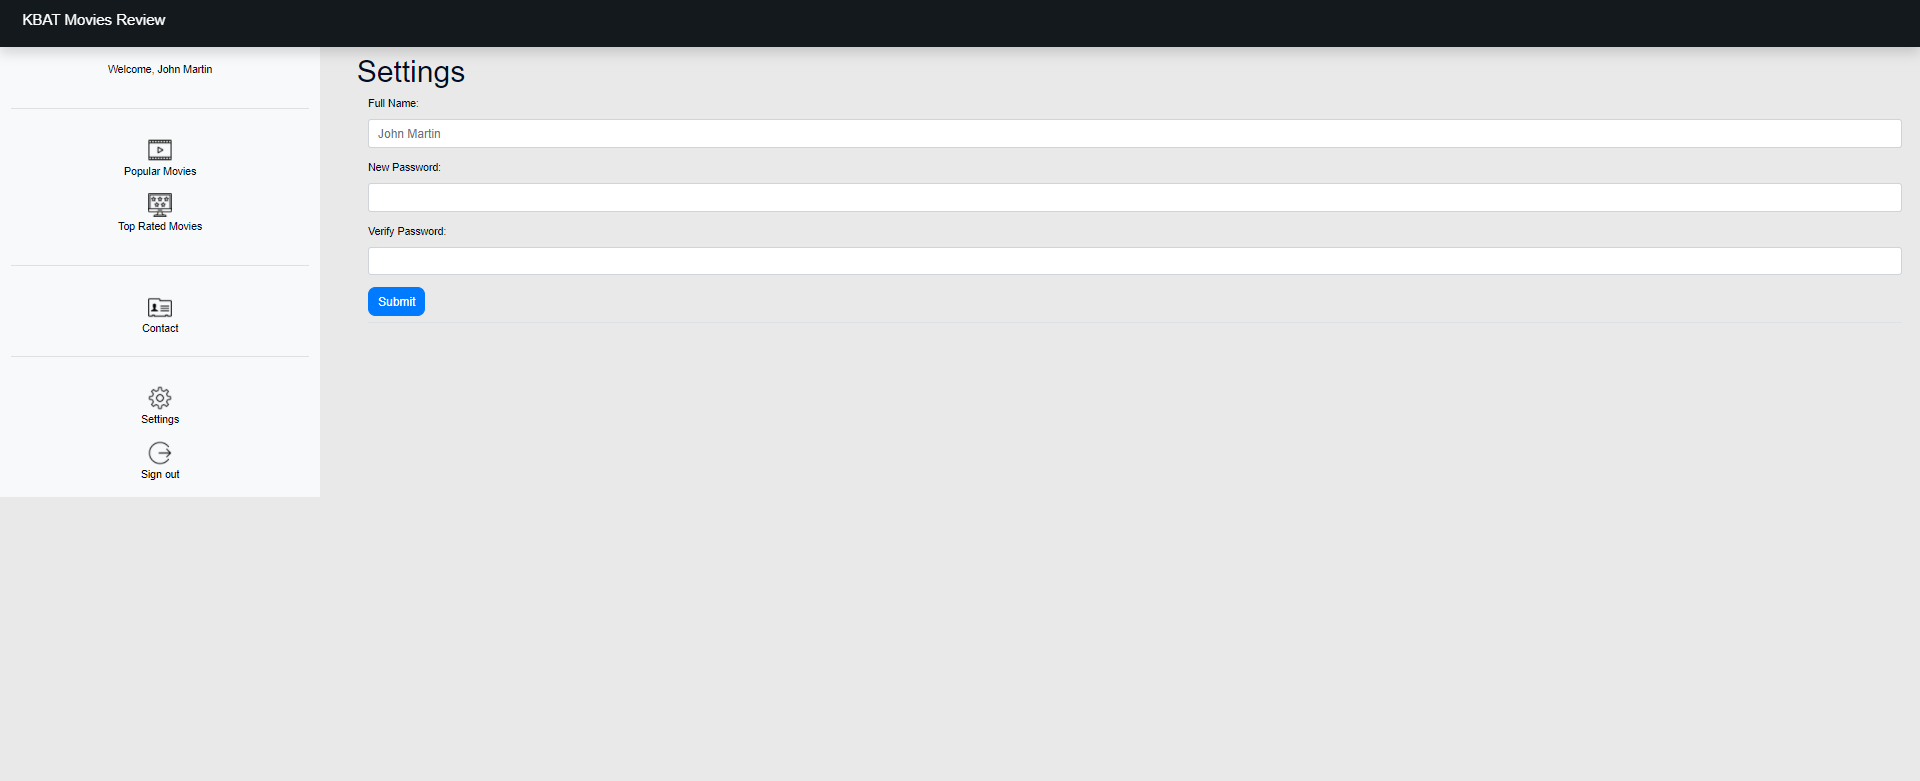 KBAT Movies Review
Welcome, John Martin
Popular Movies
Top Rated Movies
Contact
Settings
Sign out
Settings
Full Name:
John Martin
New Password:
Verify Password:
Submit